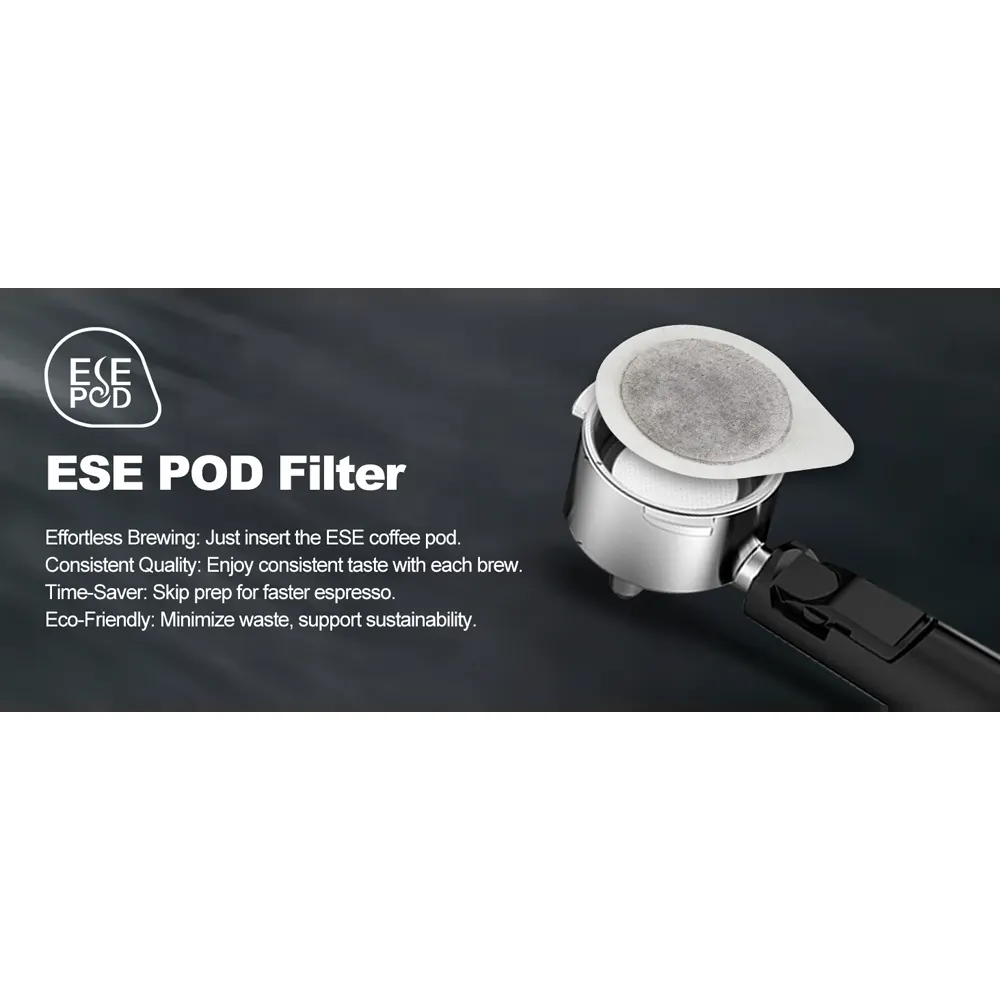 ESE
POD
ESE POD Filter
Effortless Brewing: Just insert the ESE coffee pod.
Consistent Quality: Enjoy consistent taste with each brew.
Time-Saver: Skip prep for faster espresso.
Eco-Friendly: Minimize waste, support sustainability.